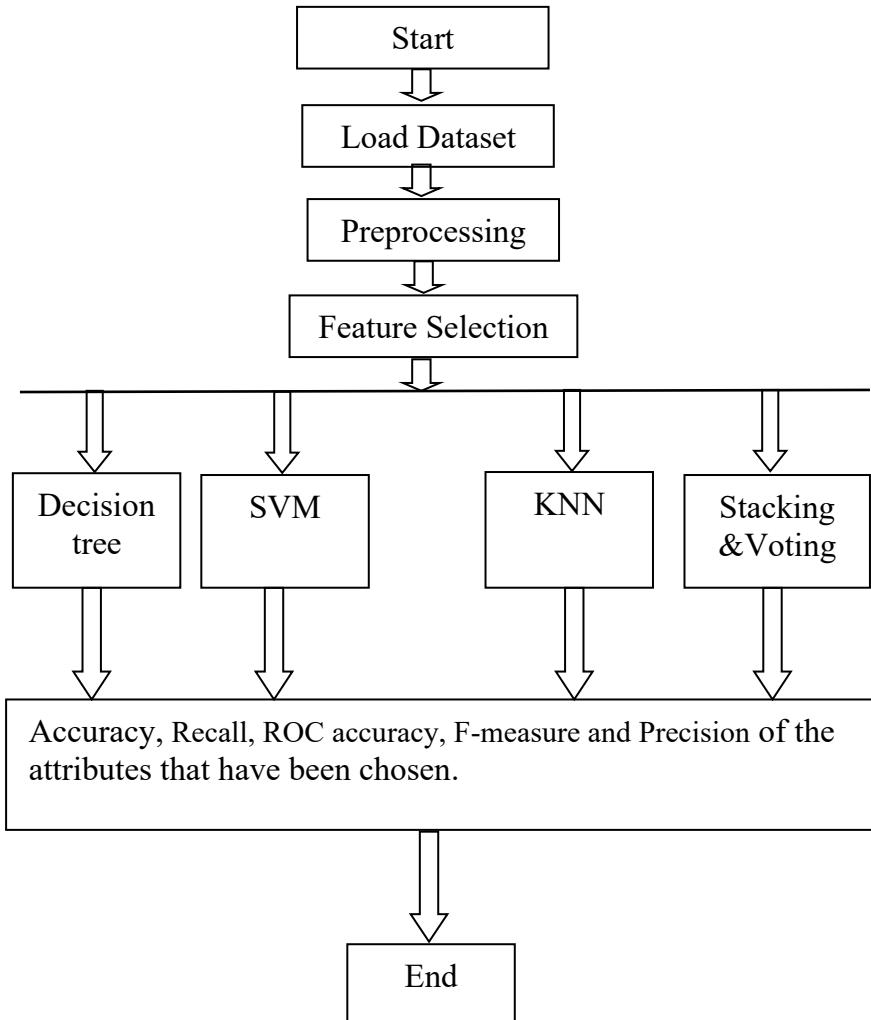 Start
Load Dataset
Preprocessing
Feature Selection
Decision
tree
SVM
KNN
Stacking
&Voting
Accuracy, Recall, ROC accuracy, F-measure and Precision of the
attributes that have been chosen.
End